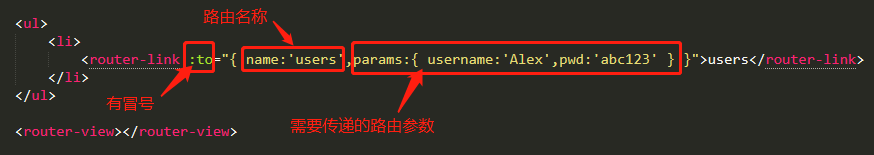 路由名称
<ul>
<li>
<router-link :to="{ name:'users',params:{ username:'Alex',pwd:'abc123' } }">users</router-link>
</li>
</ul>
有冒号
需要传递的路由参数
<router-view></router-view>